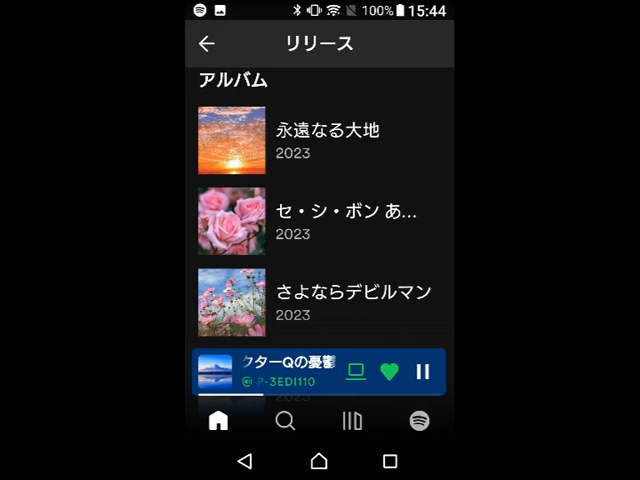 100% 15:44
リリース
アルバム
永遠なる大地
2023
セ・シ・ボン あ...
2023
さよならデビルマン
2023
クターQの憂鬱
P-3EDI110
2023